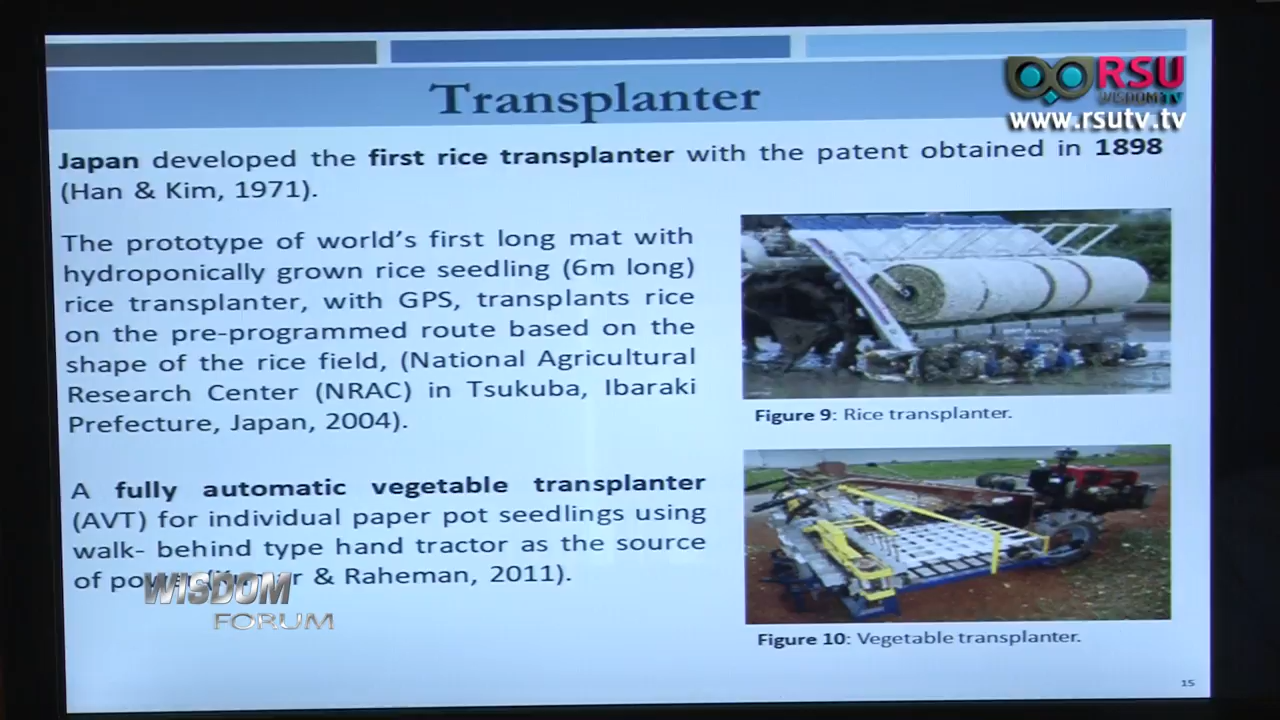 Transplanter
RSU
WISDOM TV
www.rsutv.tv
Japan developed the first rice transplanter with the patent obtained in 1898
(Han & Kim, 1971).
The prototype of world's first long mat with
hydroponically grown rice seedling (6m long)
rice transplanter, with GPS, transplants rice
on the pre-programmed route based on the
shape of the rice field, (National Agricultural
Research Center (NRAC) in Tsukuba, Ibaraki
Prefecture, Japan, 2004).
A fully automatic vegetable transplanter
(AVT) for individual paper pot seedlings using
walk- behind type hand tractor as the source
of & Raheman, 2011).
WISDOM
FORUM
Figure 9: Rice transplanter.
Figure 10: Vegetable transplanter.
15